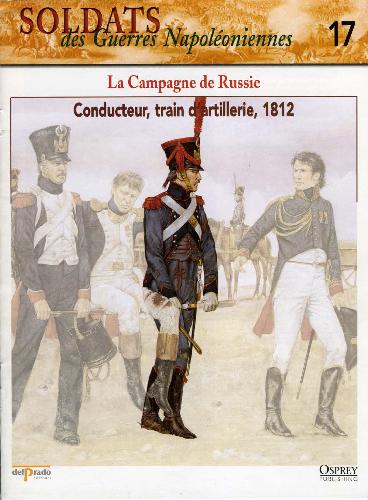 SOLDATS
des Guerres Napoléoniennes
17
La Campagne de Russie
Conducteur, train d'artillerie, 1812
delPrado
OSPREY
PUBLISHING